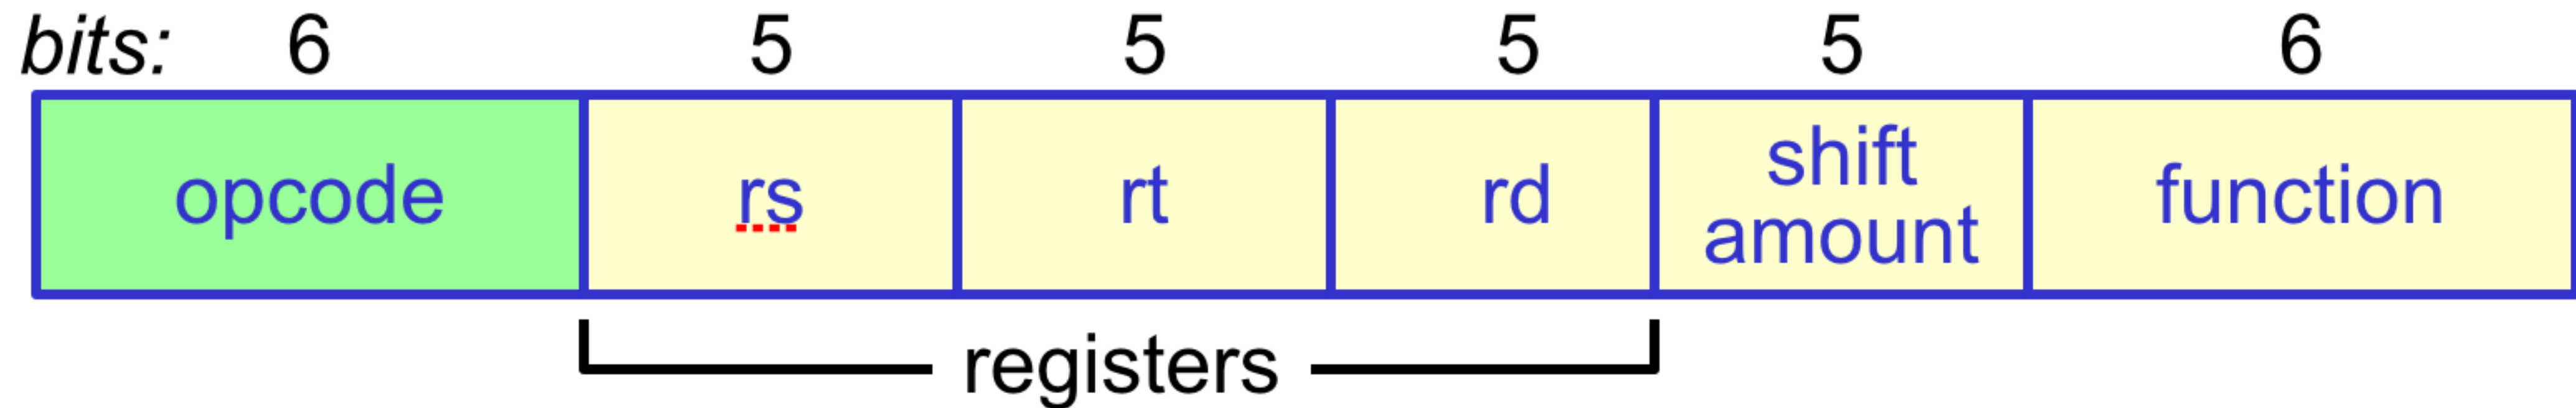 bits: 6 5 5 5 5 6
opcode rs rt rd shift amount function
registers